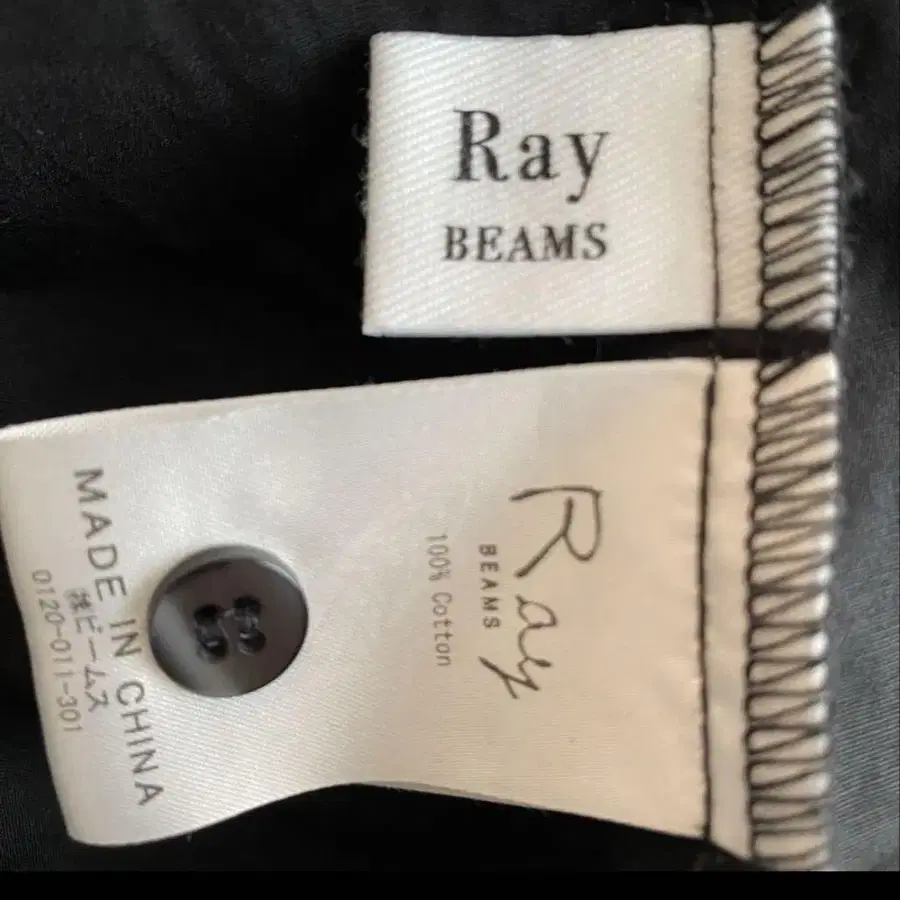 Ray
BEAMS
Ray
BEAMS
100% Cotton
MADE IN CHINA
㈱ビームス
0120-011-301